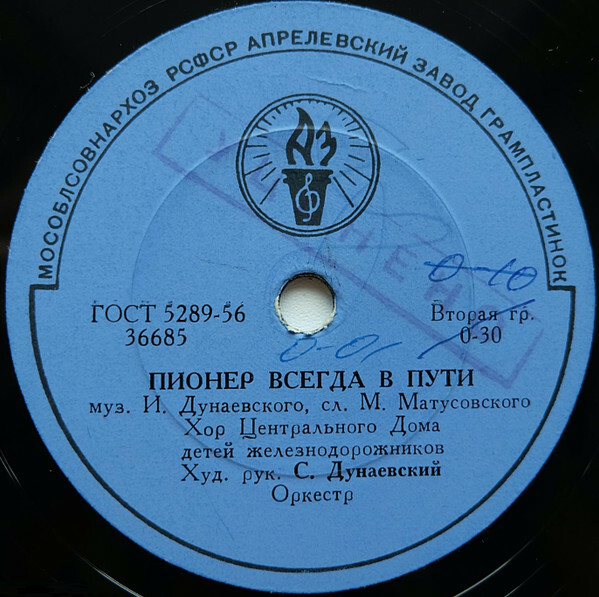 МОСОБЛСОВНАРХОЗ РСФСР АПРЕЛЕВСКИЙ ЗАВОД ГРАМПЛАСТИНОК
АЗ
ГОСТ 5289-56
36685
0-10
Вторая гр.
0-30
0-01
ПИОНЕР ВСЕГДА В ПУТИ
муз. И. Дунаевского, сл. М. Матусовского
Хор Центрального Дома
детей железнодорожников
Худ. рук. С. Дунаевский
Оркестр